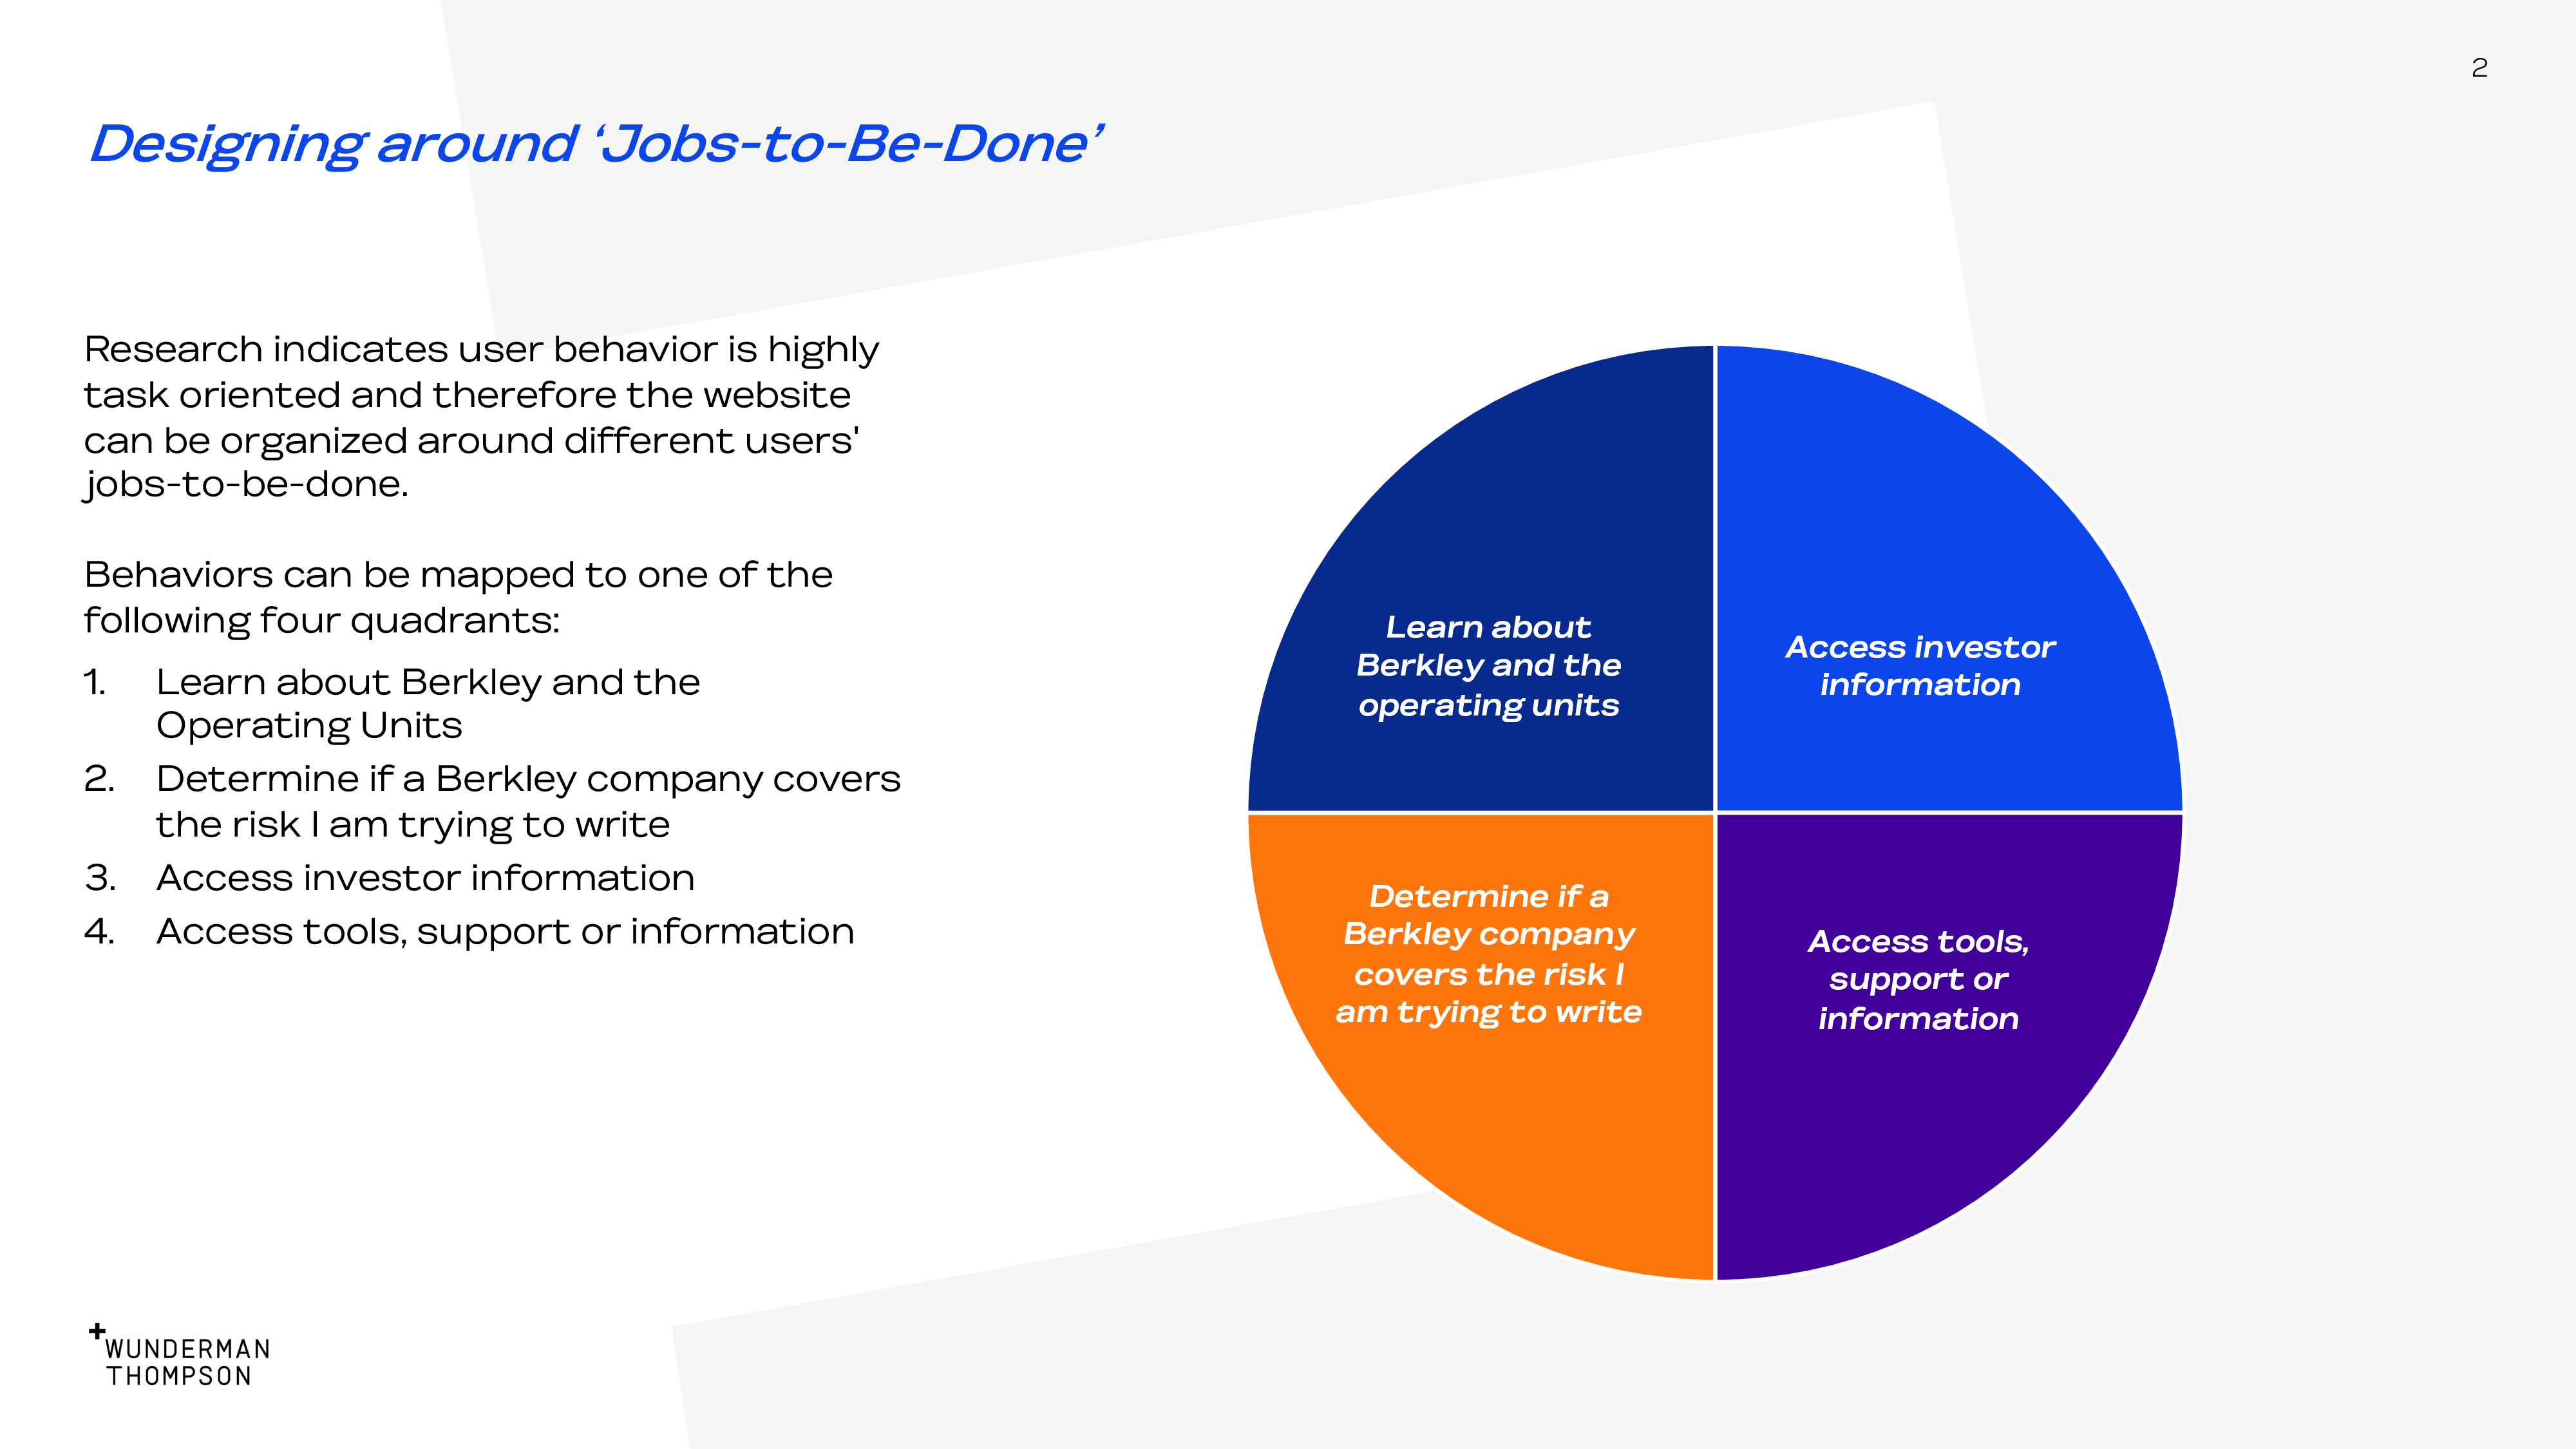 2
Designing around ‘Jobs-to-Be-Done’
Research indicates user behavior is highly
task oriented and therefore the website
can be organized around different users'
jobs-to-be-done.
Behaviors can be mapped to one of the
following four quadrants:
1. Learn about Berkley and the
Operating Units
2. Determine if a Berkley company covers
the risk I am trying to write
3. Access investor information
4. Access tools, support or information
Learn about
Berkley and the
operating units
Access investor
information
Determine if a
Berkley company
covers the risk I
am trying to write
Access tools,
support or
information
+
WUNDERMAN
THOMPSON